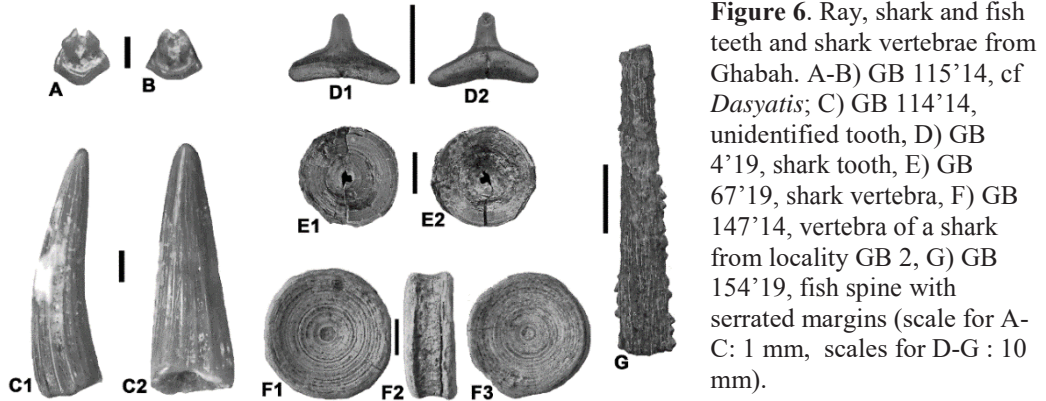 A
B
D1
D2
E1
E2
C1
C2
F1
F2
F3
G
Figure 6. Ray, shark and fish
teeth and shark vertebrae from
Ghabah. A-B) GB 115’14, cf
Dasyatis; C) GB 114’14,
unidentified tooth, D) GB
4’19, shark tooth, E) GB
67’19, shark vertebra, F) GB
147’14, vertebra of a shark
from locality GB 2, G) GB
154’19, fish spine with
serrated margins (scale for A-
C: 1 mm, scales for D-G : 10
mm).